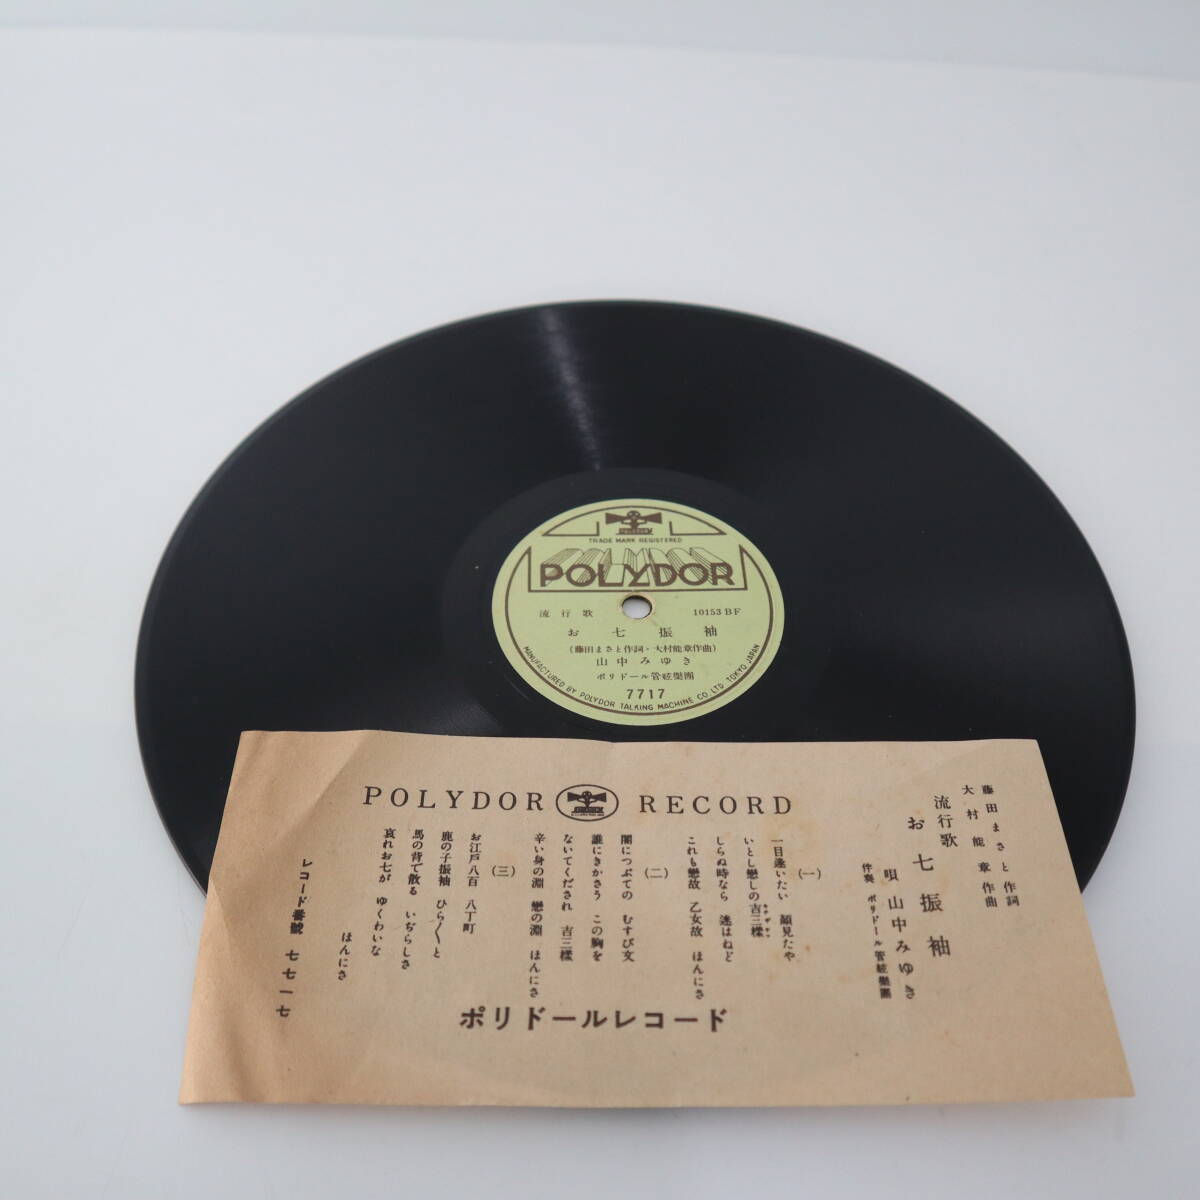 TRADE MARK REGISTERED
POLYDOR
流行歌 10153 BF
お七振袖
(藤田まさと作詞・大村能章作曲)
山中みゆき
ポリドール管絃樂團
7717
MANUFACTURED BY POLYDOR TALKING MACHINE CO., LTD. TOKYO JAPAN
POLYDOR RECORD
藤田まさと 作詞
大村能章 作曲
流行歌
お七振袖
唄 山中みゆき
伴奏 ポリドール管絃樂團
(一)
一目逢いたい 顔見たや
いとし戀しの吉三樣
しらぬ時なら 迷はねど
これも戀故 乙女故 ほんにさ
(二)
闇につぶての むすび文
誰にきかさう この胸を
ないてくだされ 吉三樣
辛い身の淵 戀の淵 ほんにさ
(三)
お江戸八百 八丁町
鹿の子振袖 ひら〳〵と
馬の背で散る いぢらしさ
哀れお七が ゆくわいな
ほんにさ
レコード番號 七七一七
ポリドールレコード